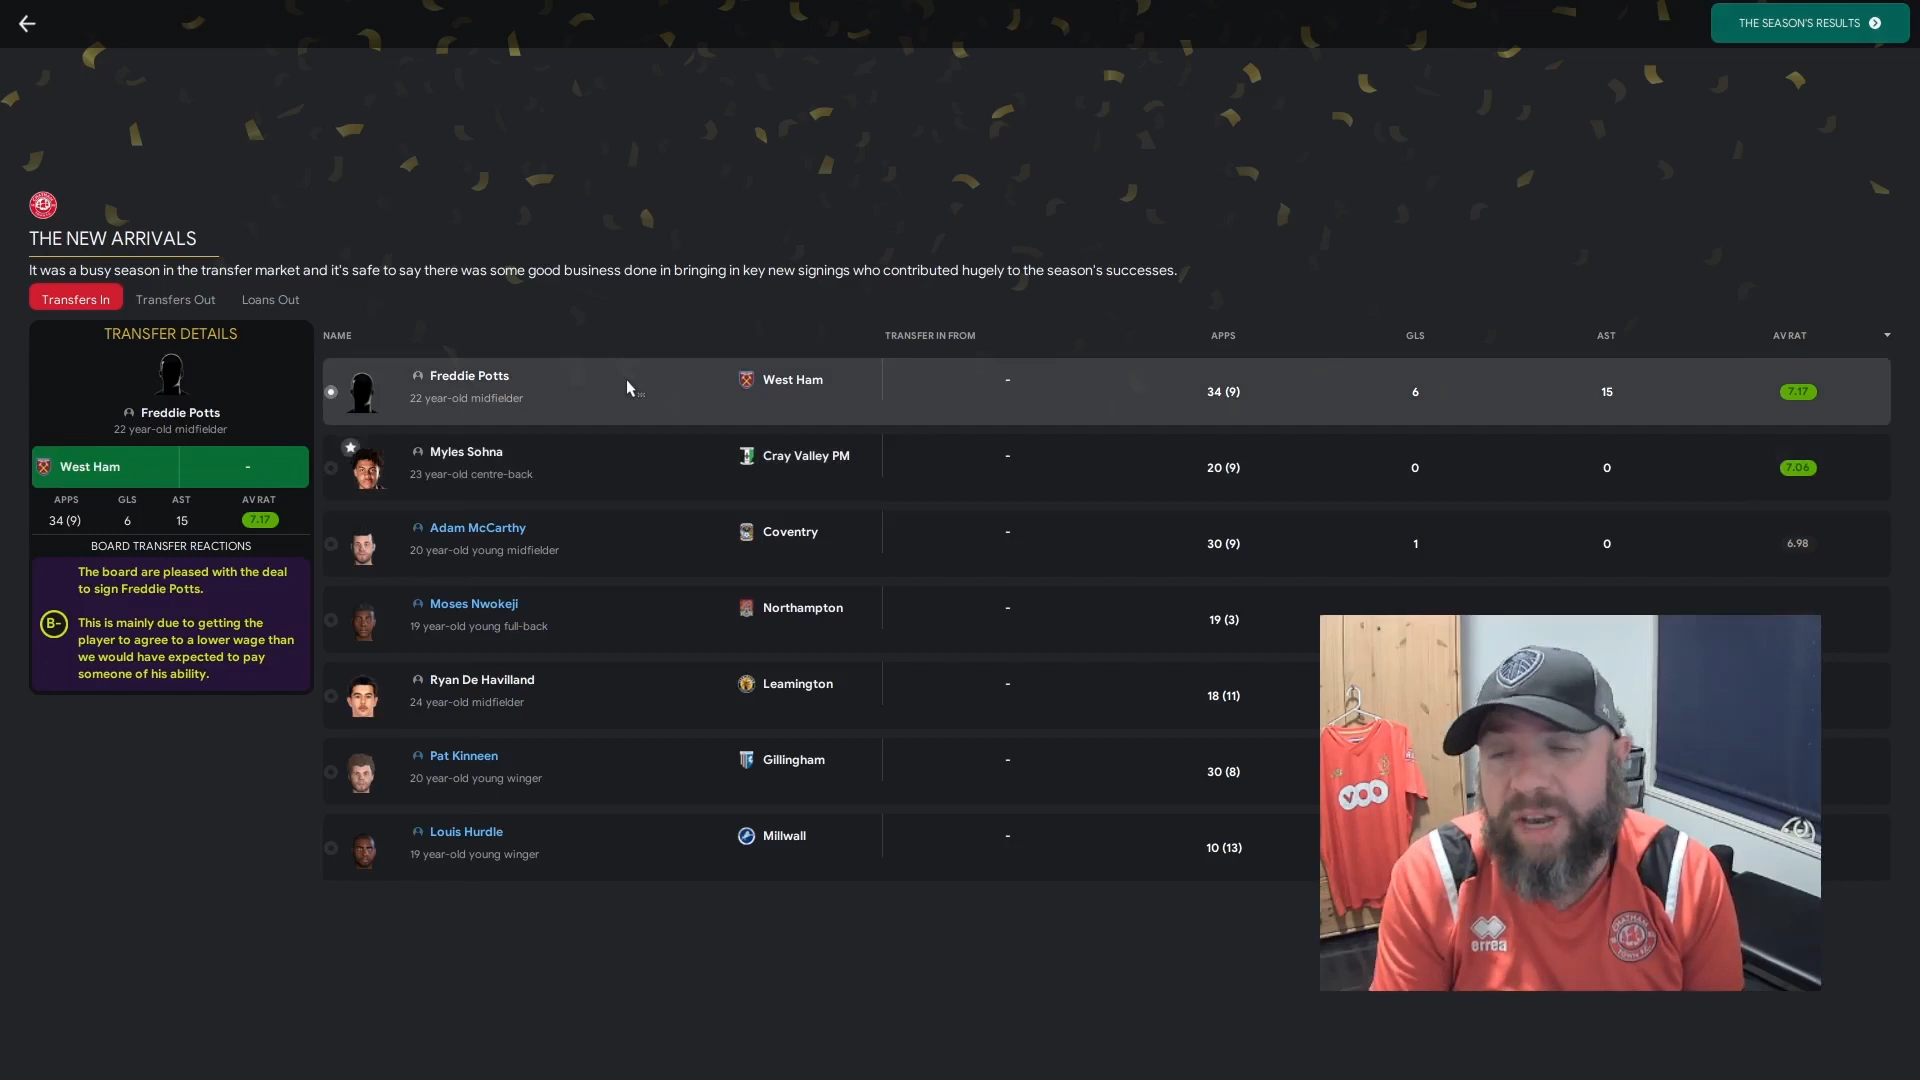 THE SEASON'S RESULTS
THE NEW ARRIVALS
It was a busy season in the transfer market and it's safe to say there was some good business done in bringing in key new signings who contributed hugely to the season's successes.
Transfers In Transfers Out Loans Out
TRANSFER DETAILS
Freddie Potts
22 year-old midfielder
West Ham -
APPS GLS AST AV RAT
34 (9) 6 15 7.17
BOARD TRANSFER REACTIONS
B-
The board are pleased with the deal
to sign Freddie Potts.
This is mainly due to getting the
player to agree to a lower wage than
we would have expected to pay
someone of his ability.
NAME TRANSFER IN FROM APPS GLS AST AV RAT
Freddie Potts West Ham - 34 (9) 6 15 7.17
22 year-old midfielder
Myles Sohna Cray Valley PM - 20 (9) 0 0 7.06
23 year-old centre-back
Adam McCarthy Coventry - 30 (9) 1 0 6.98
20 year-old young midfielder
Moses Nwokeji Northampton - 19 (3)
19 year-old young full-back
Ryan De Havilland Leamington - 18 (11)
24 year-old midfielder
Pat Kinneen Gillingham - 30 (8)
20 year-old young winger
Louis Hurdle Millwall - 10 (13)
19 year-old young winger
VOO
errea
CHATHAM
TOWN F.C.